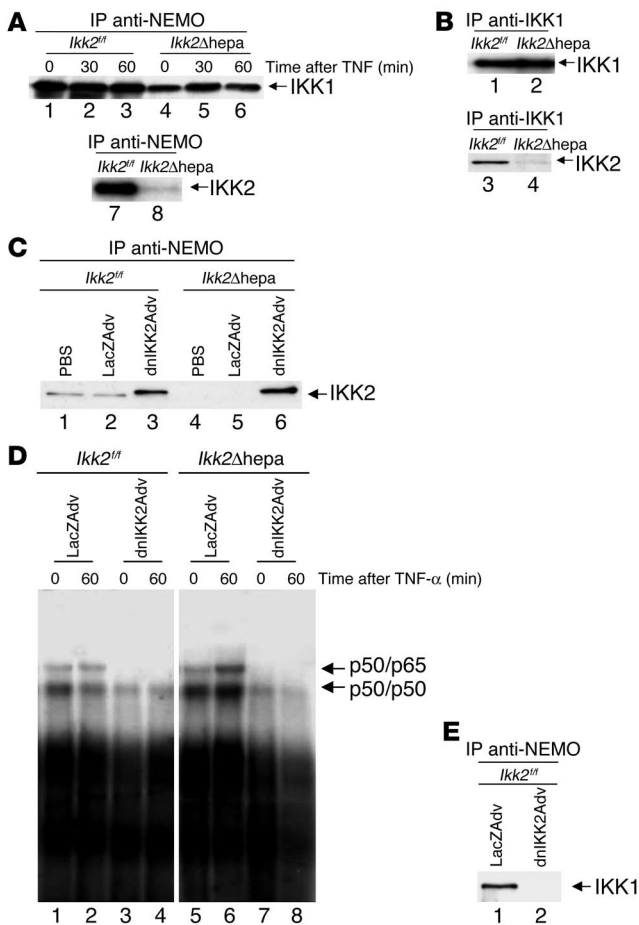 A
IP anti-NEMO
Ikk2f/f Ikk2Δhepa
0 30 60 0 30 60 Time after TNF (min)
IKK1
1 2 3 4 5 6
IP anti-NEMO
Ikk2f/f Ikk2Δhepa
IKK2
7 8
B
IP anti-IKK1
Ikk2f/f Ikk2Δhepa
IKK1
1 2
IP anti-IKK1
Ikk2f/f Ikk2Δhepa
IKK2
3 4
C
IP anti-NEMO
Ikk2f/f Ikk2Δhepa
PBS LacZAdv dnIKK2Adv PBS LacZAdv dnIKK2Adv
IKK2
1 2 3 4 5 6
D
Ikk2f/f Ikk2Δhepa
LacZAdv dnIKK2Adv LacZAdv dnIKK2Adv
0 60 0 60 0 60 0 60 Time after TNF-α (min)
p50/p65
p50/p50
1 2 3 4 5 6 7 8
E
IP anti-NEMO
Ikk2f/f
LacZAdv dnIKK2Adv
IKK1
1 2